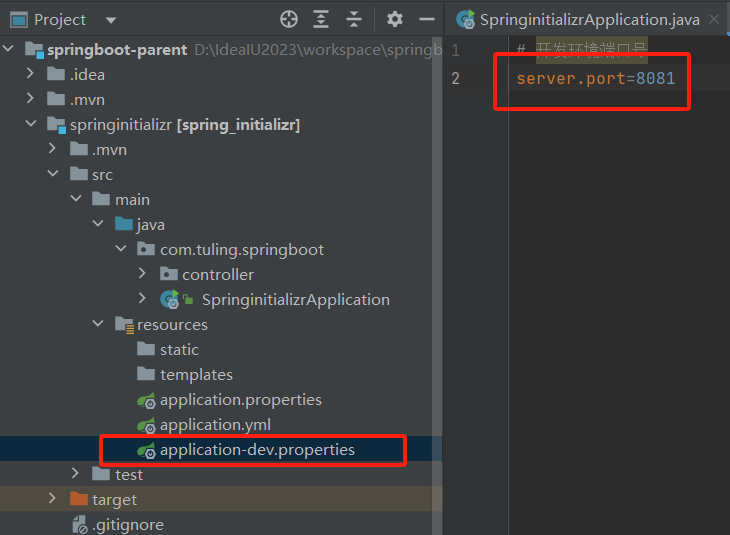 Project
springboot-parent D:\IdeaIU2023\workspace\springb
.idea
.mvn
springinitializr [spring_initializr]
.mvn
src
main
java
com.tuling.springboot
controller
SpringinitializrApplication
resources
static
templates
application.properties
application.yml
application-dev.properties
test
target
.gitignore
SpringinitializrApplication.java
1 # 开发环境端口号
2 server.port=8081